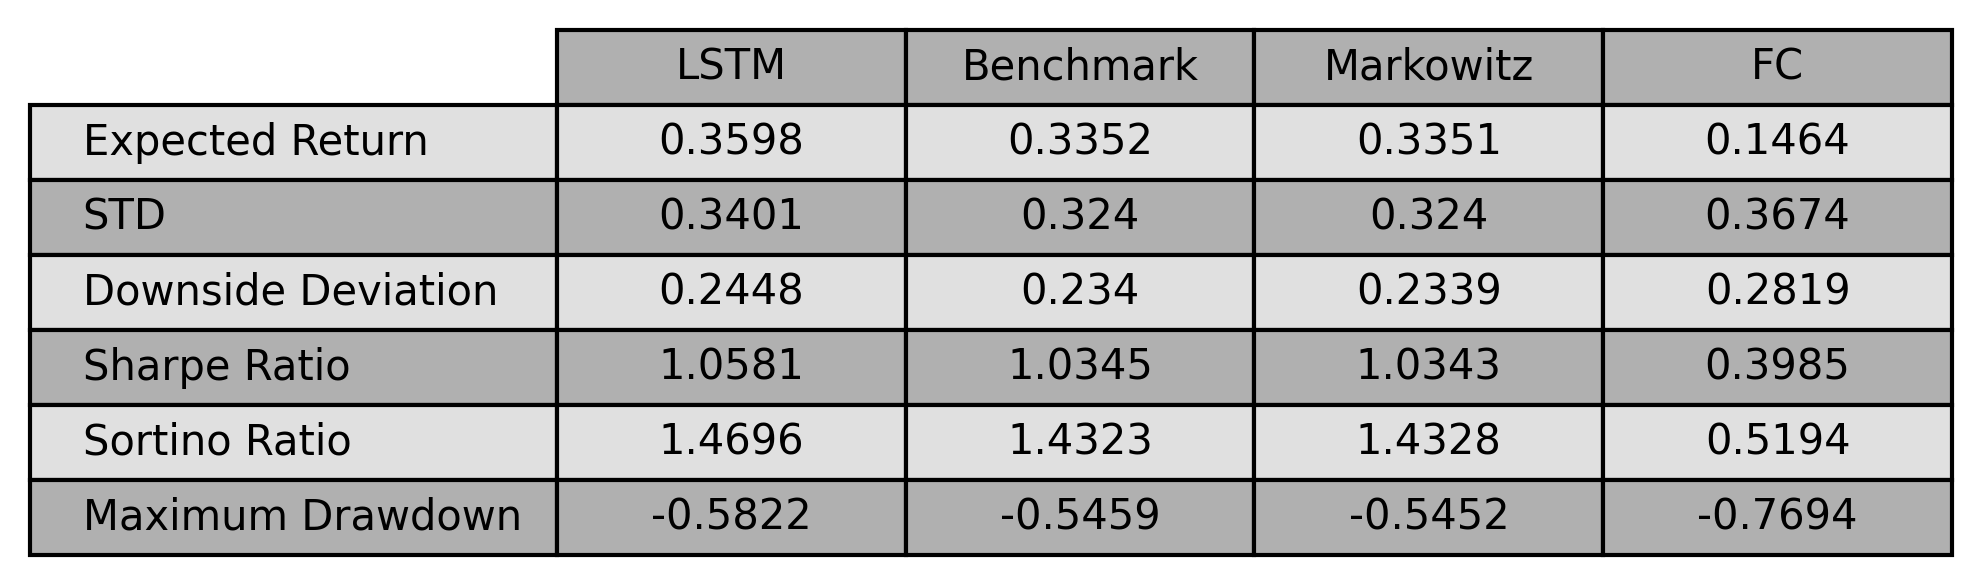 LSTM Benchmark Markowitz FC
Expected Return 0.3598 0.3352 0.3351 0.1464
STD 0.3401 0.324 0.324 0.3674
Downside Deviation 0.2448 0.234 0.2339 0.2819
Sharpe Ratio 1.0581 1.0345 1.0343 0.3985
Sortino Ratio 1.4696 1.4323 1.4328 0.5194
Maximum Drawdown -0.5822 -0.5459 -0.5452 -0.7694